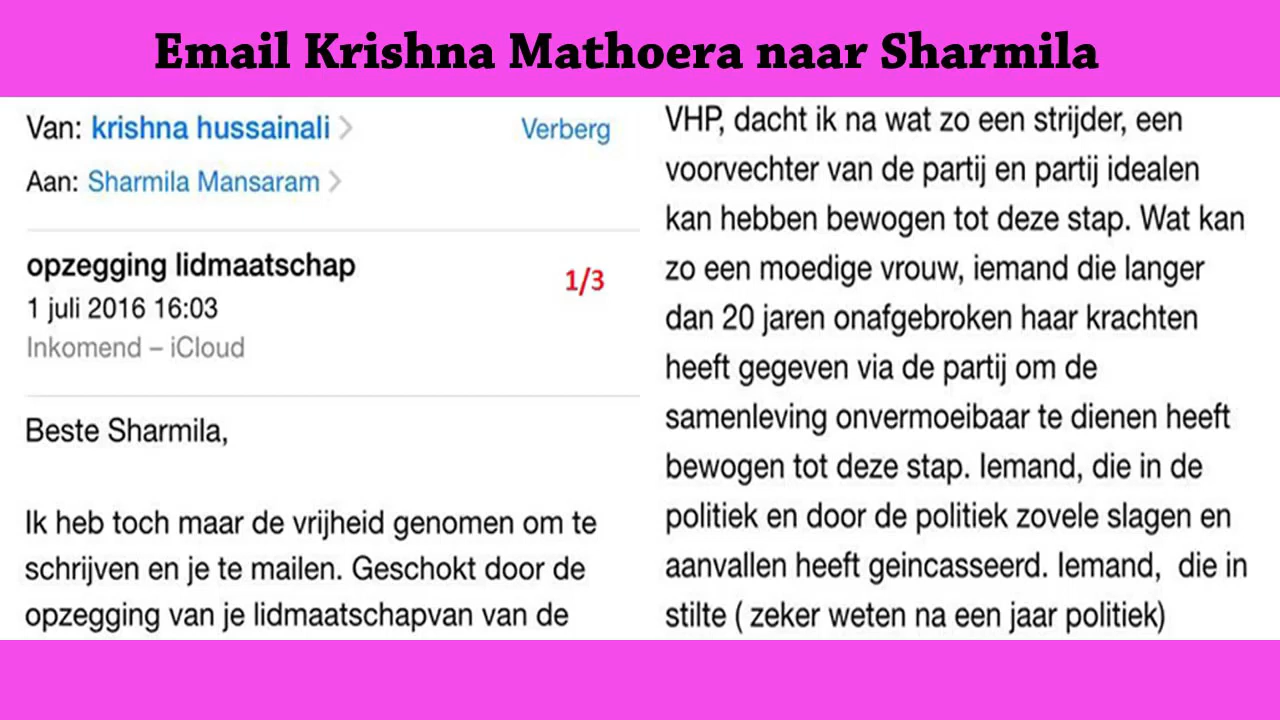 Email Krishna Mathoera naar Sharmila
Van: krishna hussainali
Verberg
Aan: Sharmila Mansaram
opzegging lidmaatschap
1/3
1 juli 2016 16:03
Inkomend – iCloud
Beste Sharmila,
Ik heb toch maar de vrijheid genomen om te
schrijven en je te mailen. Geschokt door de
opzegging van je lidmaatschapvan van de
VHP, dacht ik na wat zo een strijder, een
voorvechter van de partij en partij idealen
kan hebben bewogen tot deze stap. Wat kan
zo een moedige vrouw, iemand die langer
dan 20 jaren onafgebroken haar krachten
heeft gegeven via de partij om de
samenleving onvermoeibaar te dienen heeft
bewogen tot deze stap. Iemand, die in de
politiek en door de politiek zovele slagen en
aanvallen heeft geincasseerd. Iemand,  die in
stilte ( zeker weten na een jaar politiek)